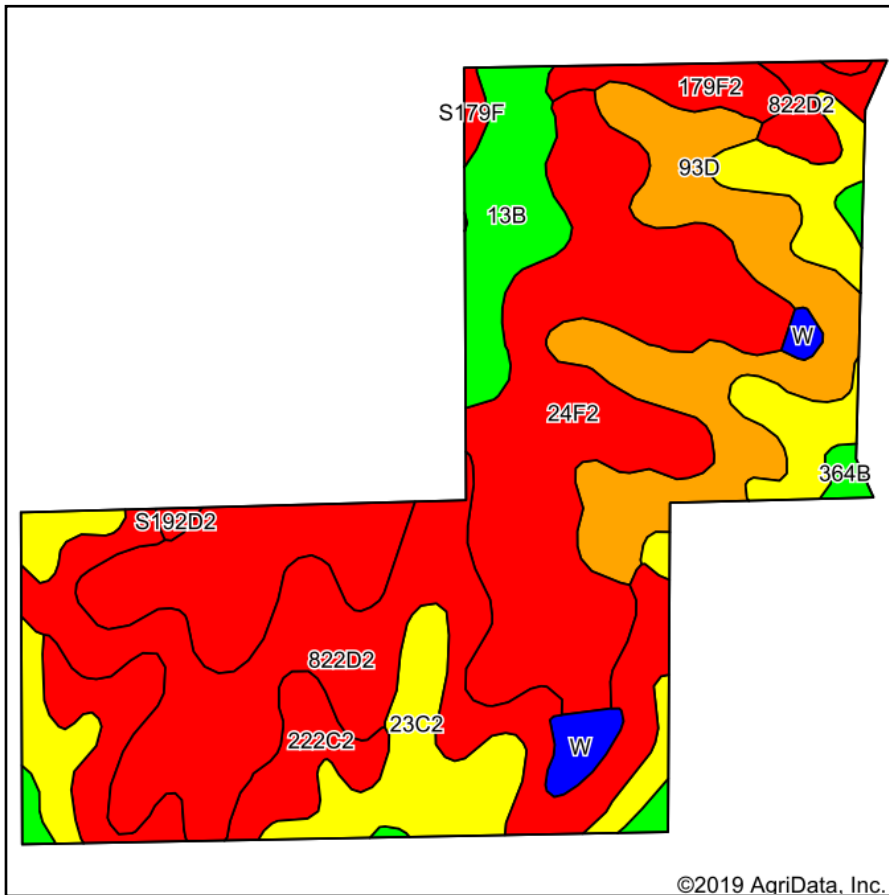 179F2
822D2
S179F
93D
13B
W
24F2
364B
S192D2
822D2
23C2
222C2
W
©2019 AgriData, Inc.